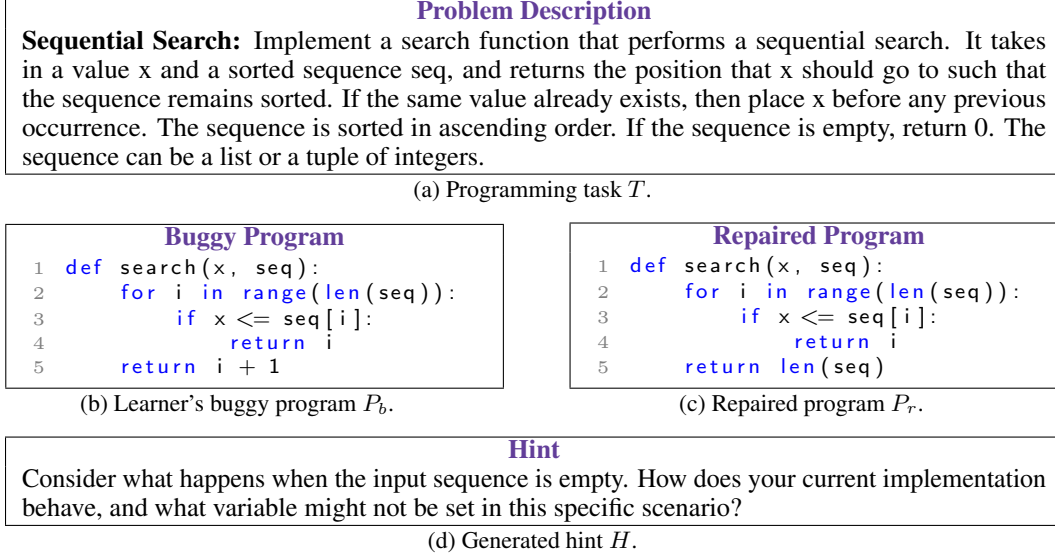 Problem Description
Sequential Search: Implement a search function that performs a sequential search. It takes
in a value x and a sorted sequence seq, and returns the position that x should go to such that
the sequence remains sorted. If the same value already exists, then place x before any previous
occurrence. The sequence is sorted in ascending order. If the sequence is empty, return 0. The
sequence can be a list or a tuple of integers.
(a) Programming task T.
Buggy Program
1 def search(x, seq):
2     for i in range(len(seq)):
3         if x <= seq[i]:
4             return i
5     return i + 1
(b) Learner's buggy program P_b.
Repaired Program
1 def search(x, seq):
2     for i in range(len(seq)):
3         if x <= seq[i]:
4             return i
5     return len(seq)
(c) Repaired program P_r.
Hint
Consider what happens when the input sequence is empty. How does your current implementation
behave, and what variable might not be set in this specific scenario?
(d) Generated hint H.